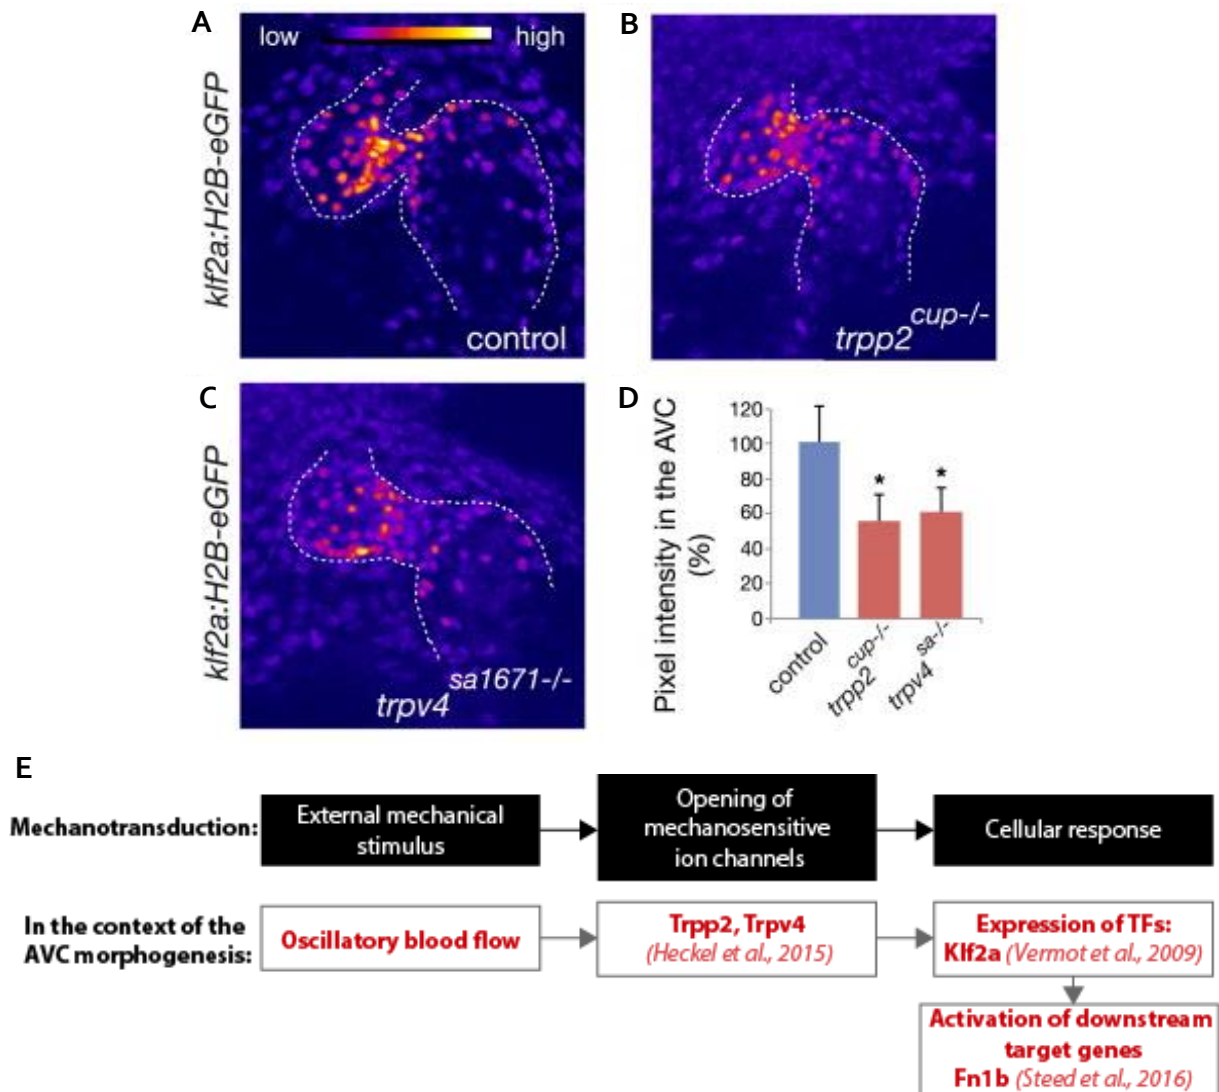 A
low high
klf2a:H2B-eGFP
control
B
trpp2 cup-/-
C
klf2a:H2B-eGFP
trpv4 sa1671-/-
D
Pixel intensity in the AVC
(%)
120
100
80
60
40
20
0
control
cup-/-
trpp2
sa-/-
trpv4
*
*
E
Mechanotransduction:
External mechanical
stimulus
Opening of
mechanosensitive
ion channels
Cellular response
In the context of the
AVC morphogenesis:
Oscillatory blood flow
Trpp2, Trpv4
(Heckel et al., 2015)
Expression of TFs:
Klf2a (Vermot et al., 2009)
Activation of downstream
target genes
Fn1b (Steed et al., 2016)